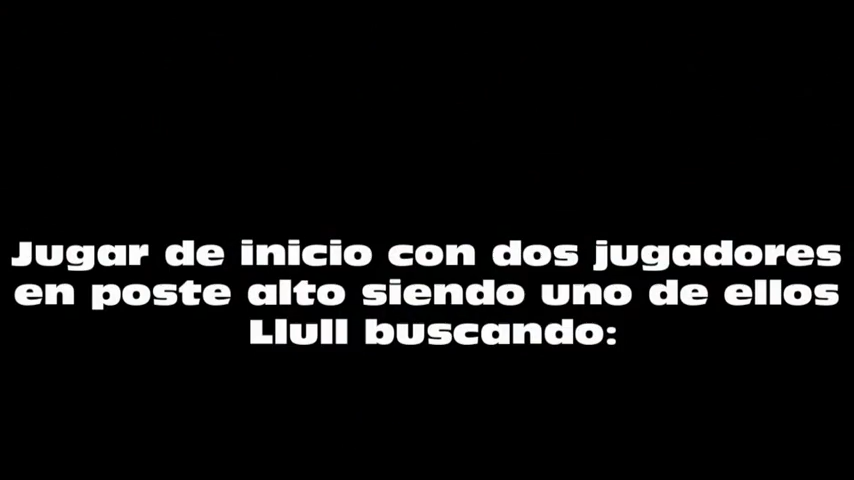 Jugar de inicio con dos jugadores
en poste alto siendo uno de ellos
Llull buscando: